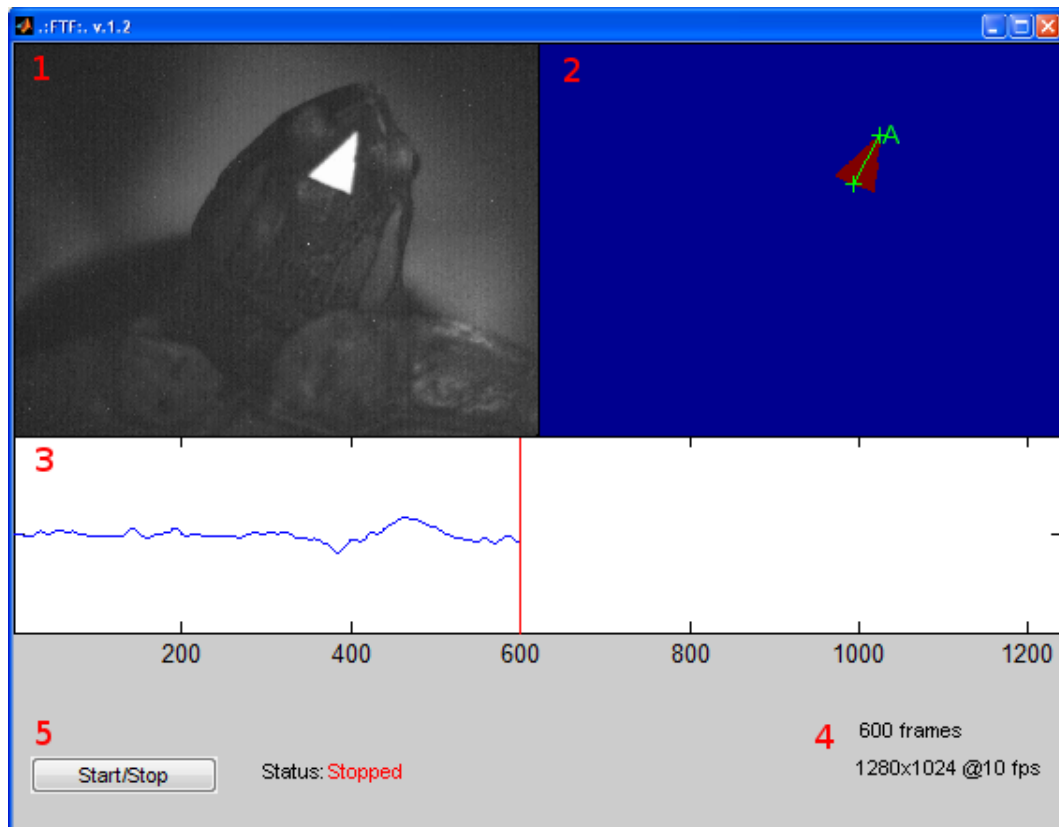 .:FTF:. v.1.2
1
2
A
3
200 400 600 800 1000 1200
5
4
600 frames
Start/Stop
Status: Stopped
1280x1024 @10 fps